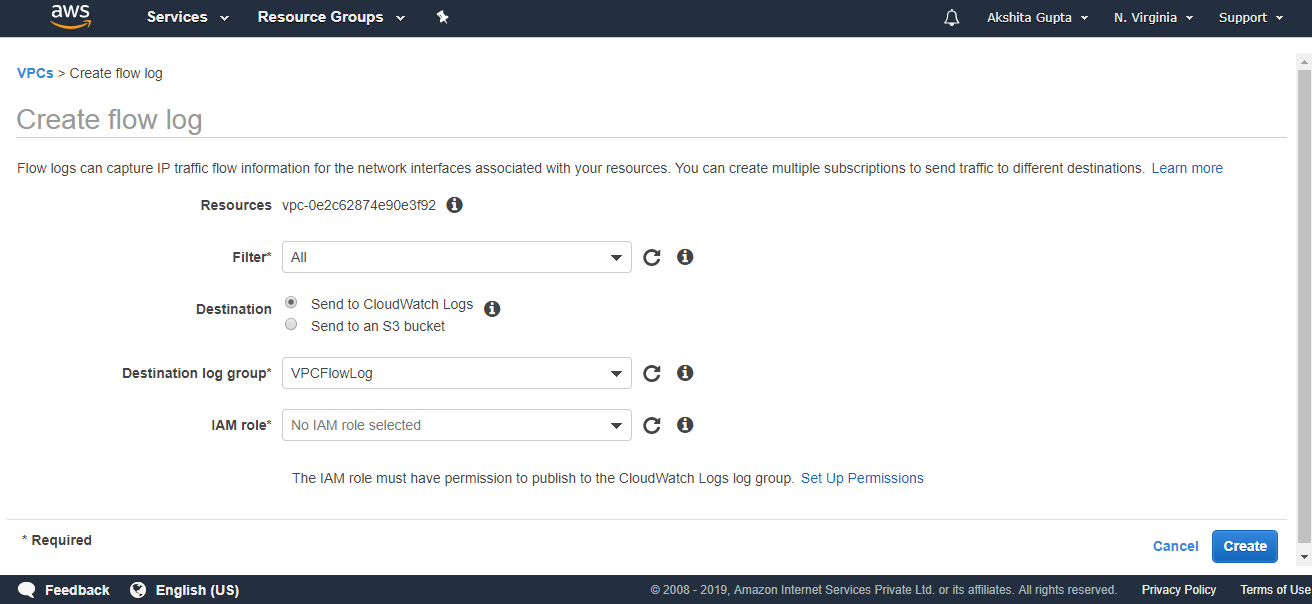 aws Services Resource Groups Akshita Gupta N. Virginia Support
VPCs > Create flow log
Create flow log
Flow logs can capture IP traffic flow information for the network interfaces associated with your resources. You can create multiple subscriptions to send traffic to different destinations. Learn more
Resources vpc-0e2c62874e90e3f92
Filter* All
Destination Send to CloudWatch Logs
Send to an S3 bucket
Destination log group* VPCFlowLog
IAM role* No IAM role selected
The IAM role must have permission to publish to the CloudWatch Logs log group. Set Up Permissions
* Required
Cancel Create
Feedback English (US) © 2008 - 2019, Amazon Internet Services Private Ltd. or its affiliates. All rights reserved. Privacy Policy Terms of Use